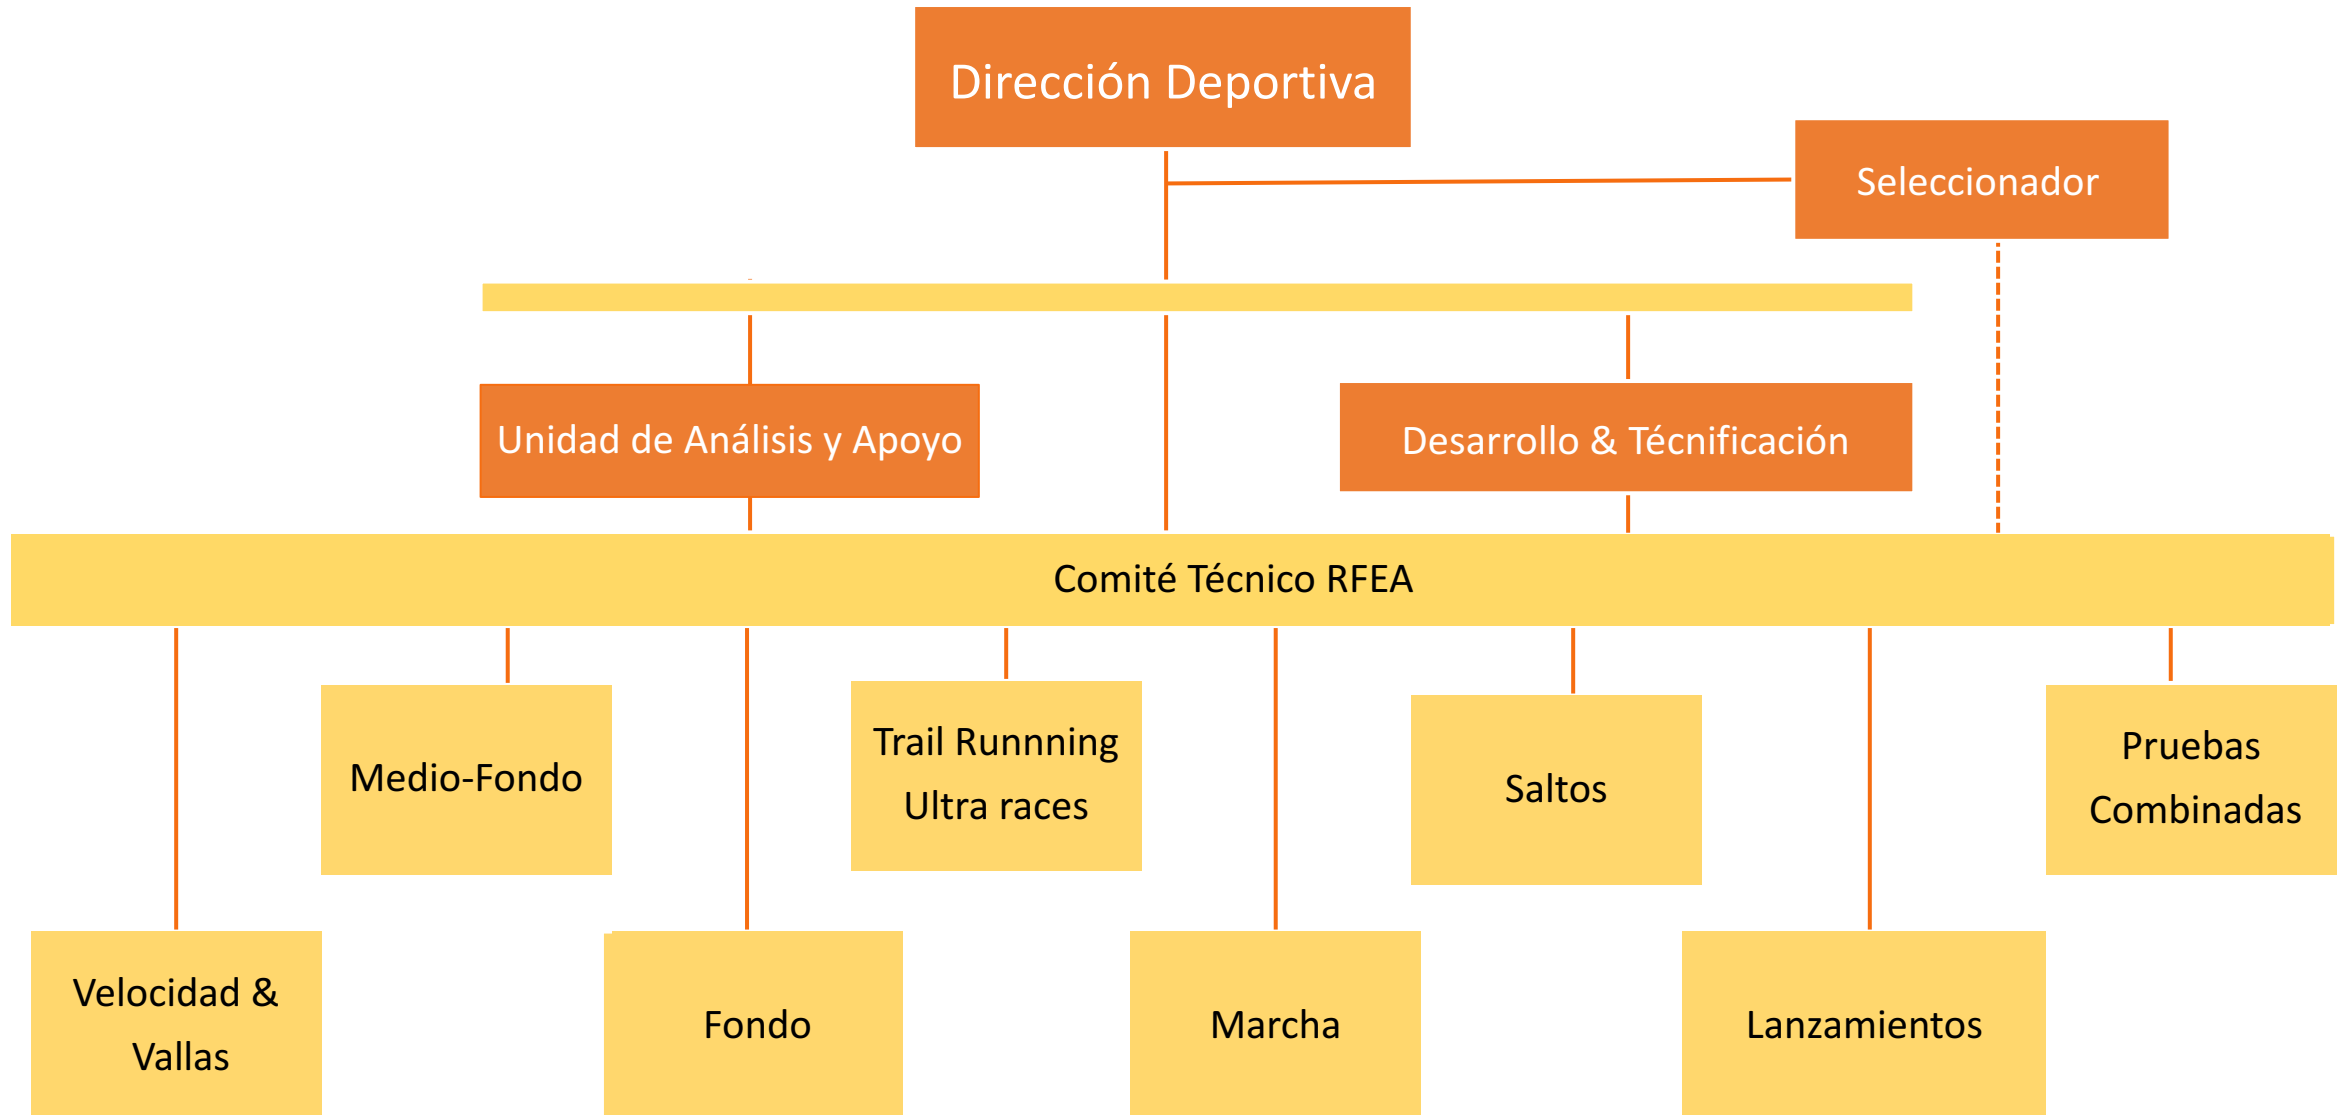 Dirección Deportiva
Seleccionador
Unidad de Análisis y Apoyo
Desarrollo & Técnificación
Comité Técnico RFEA
Medio-Fondo
Trail Runnning
Ultra races
Saltos
Pruebas
Combinadas
Velocidad &
Vallas
Fondo
Marcha
Lanzamientos